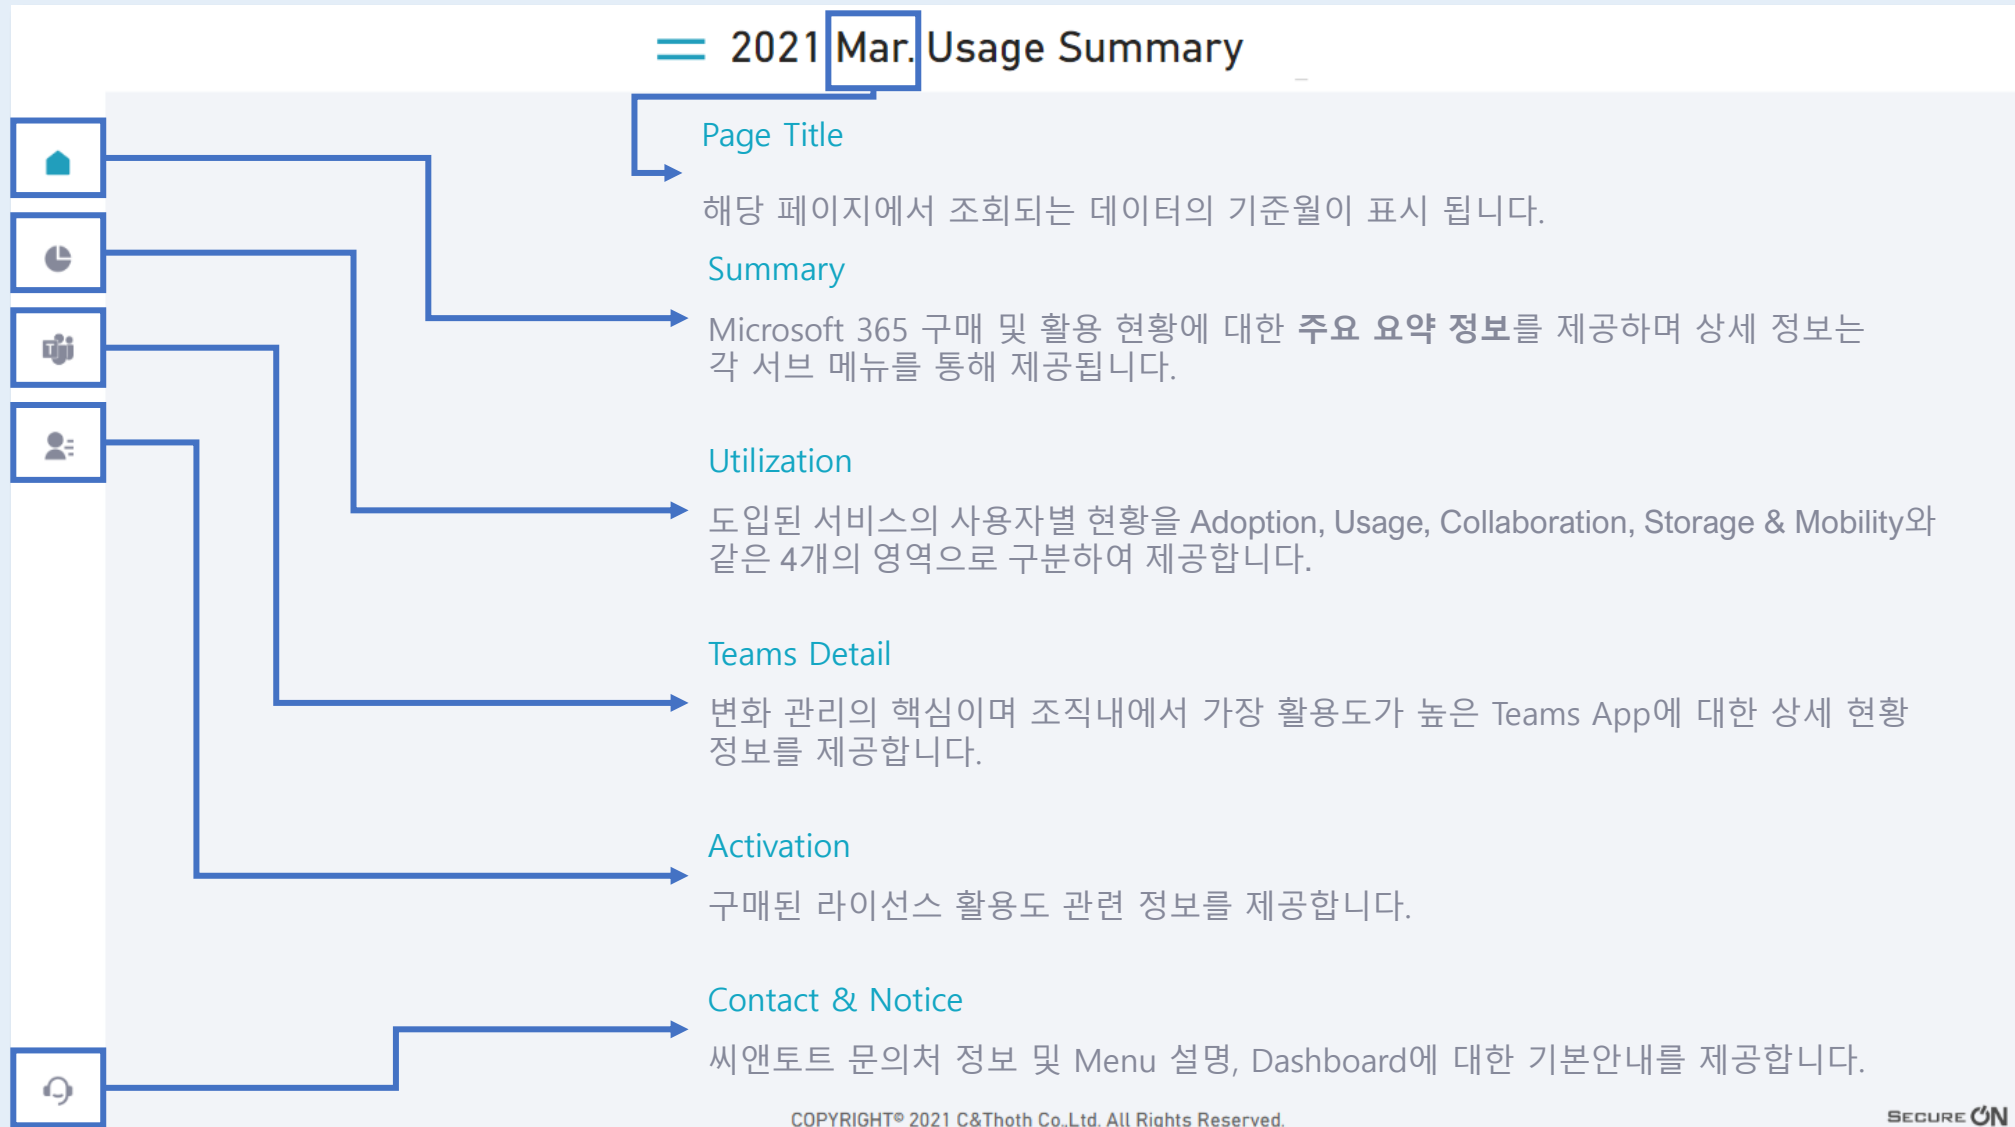 2021 Mar. Usage Summary
Page Title
해당 페이지에서 조회되는 데이터의 기준월이 표시 됩니다.
Summary
Microsoft 365 구매 및 활용 현황에 대한 주요 요약 정보를 제공하며 상세 정보는
각 서브 메뉴를 통해 제공됩니다.
Utilization
도입된 서비스의 사용자별 현황을 Adoption, Usage, Collaboration, Storage & Mobility와
같은 4개의 영역으로 구분하여 제공합니다.
Teams Detail
변화 관리의 핵심이며 조직내에서 가장 활용도가 높은 Teams App에 대한 상세 현황
정보를 제공합니다.
Activation
구매된 라이선스 활용도 관련 정보를 제공합니다.
Contact & Notice
씨앤토트 문의처 정보 및 Menu 설명, Dashboard에 대한 기본안내를 제공합니다.
COPYRIGHT© 2021 C&Thoth Co.,Ltd. All Rights Reserved.
SECURE ON